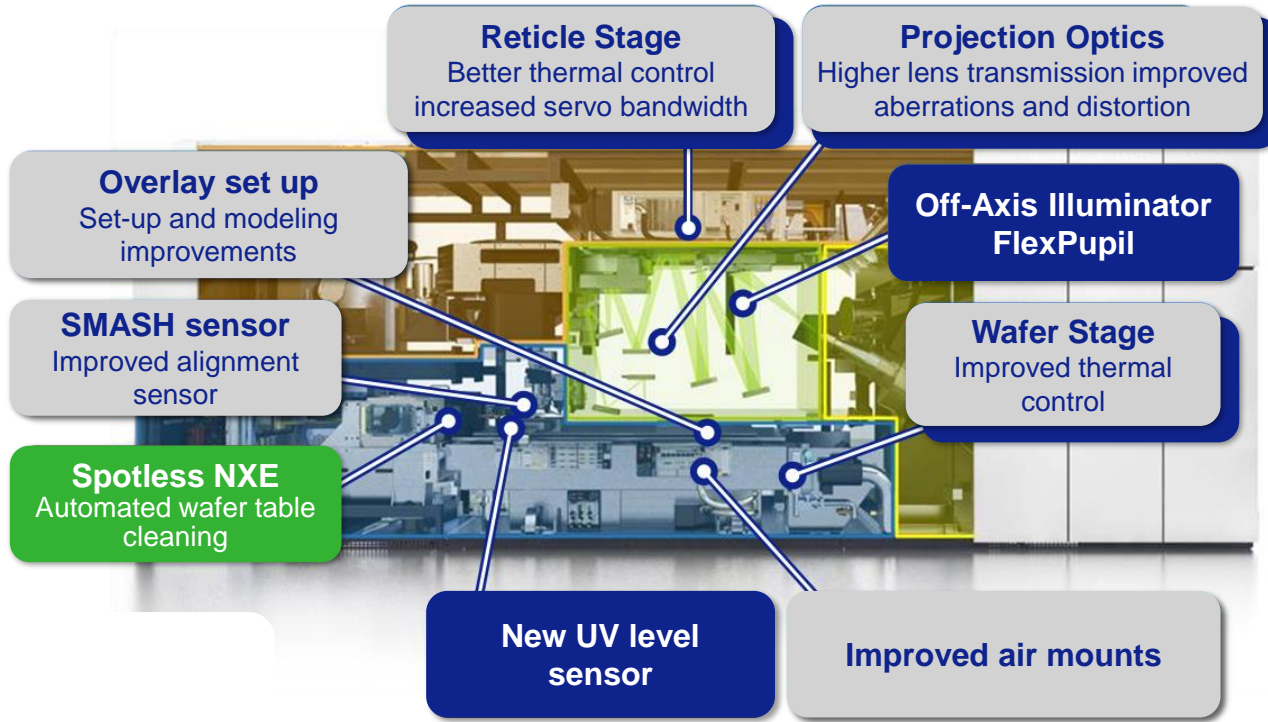 Reticle Stage
Better thermal control
increased servo bandwidth
Projection Optics
Higher lens transmission improved
aberrations and distortion
Overlay set up
Set-up and modeling
improvements
Off-Axis Illuminator
FlexPupil
SMASH sensor
Improved alignment
sensor
Wafer Stage
Improved thermal
control
Spotless NXE
Automated wafer table
cleaning
New UV level
sensor
Improved air mounts